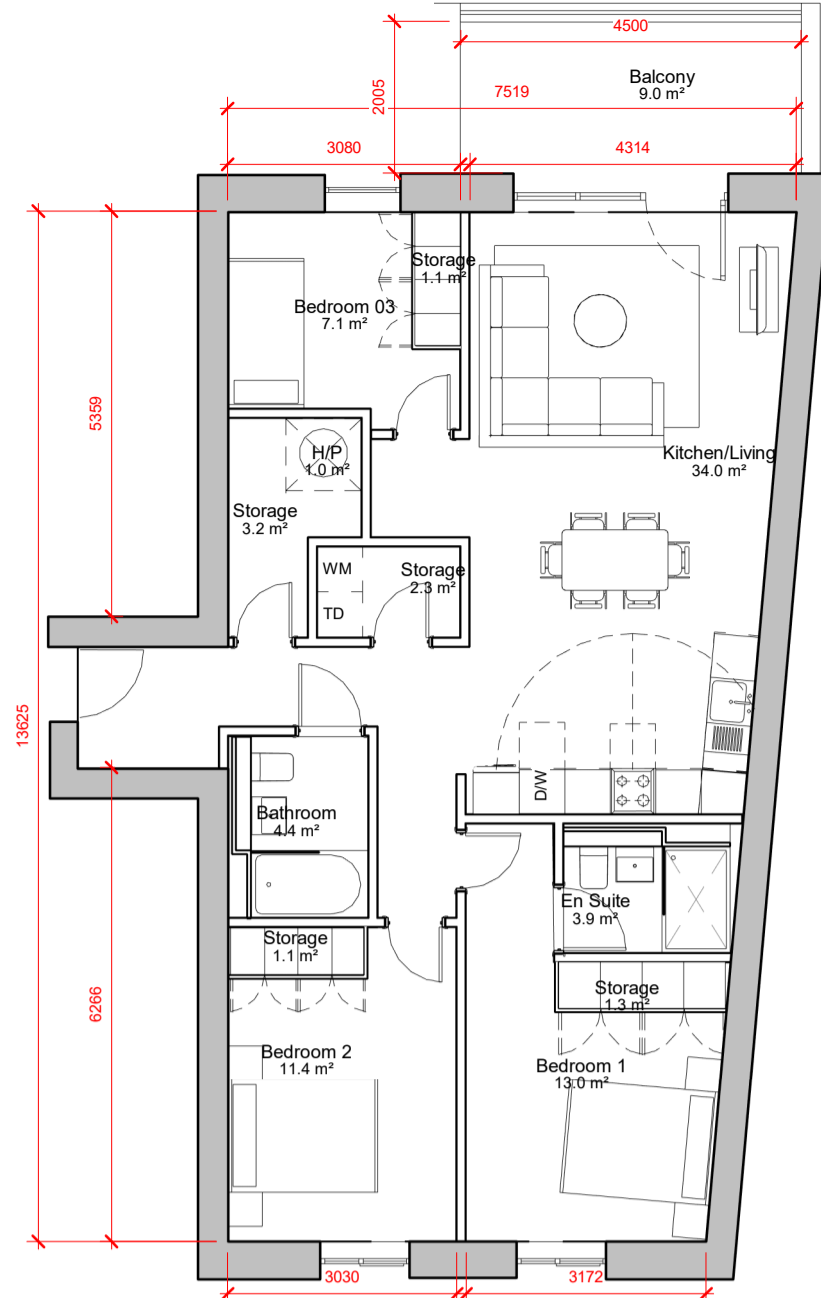 4500
Balcony
9.0 m²
7519
2005
3080
4314
Storage
1.1 m²
Bedroom 03
7.1 m²
5359
H/P
1.0 m²
Kitchen/Living
34.0 m²
Storage
3.2 m²
WM
TD
Storage
2.3 m²
13625
D/W
Bathroom
4.4 m²
En Suite
3.9 m²
Storage
1.1 m²
Storage
1.3 m²
6266
Bedroom 2
11.4 m²
Bedroom 1
13.0 m²
3030
3172